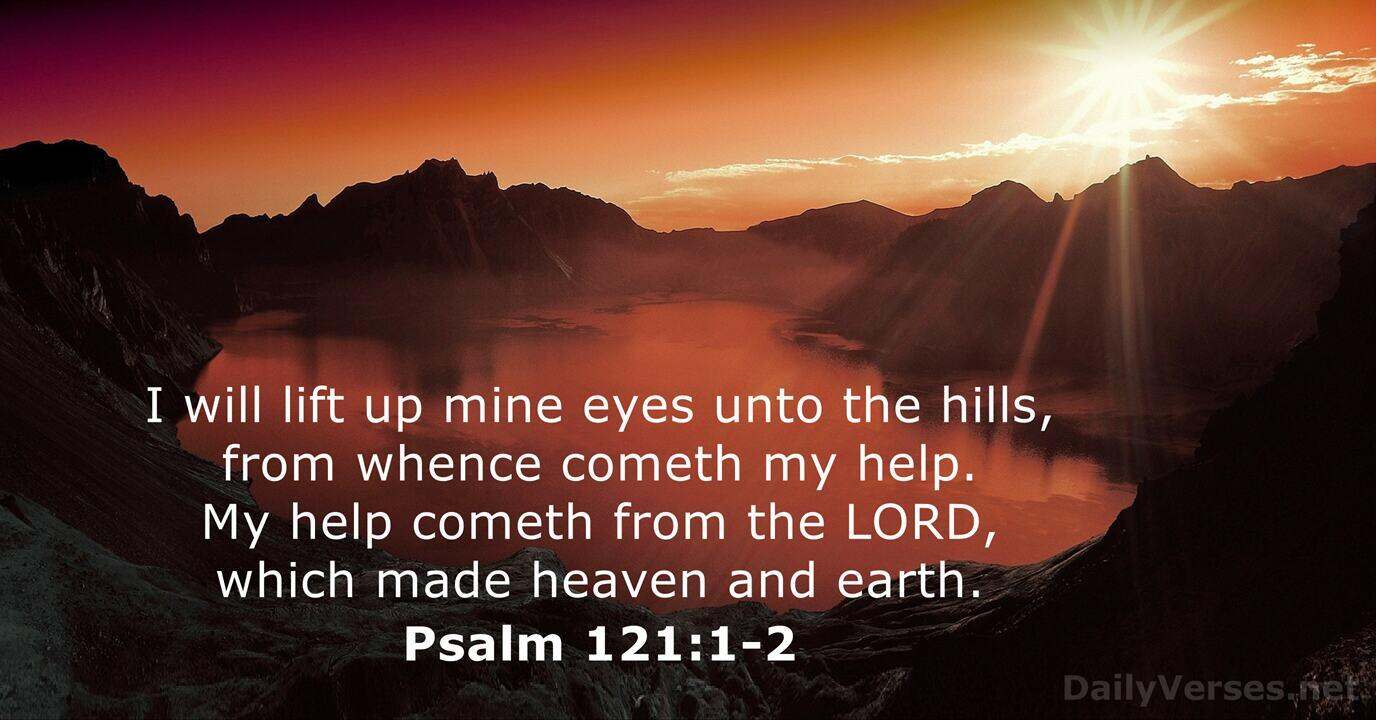 I will lift up mine eyes unto the hills,
from whence cometh my help.
My help cometh from the LORD,
which made heaven and earth.
Psalm 121:1-2
DailyVerses.net